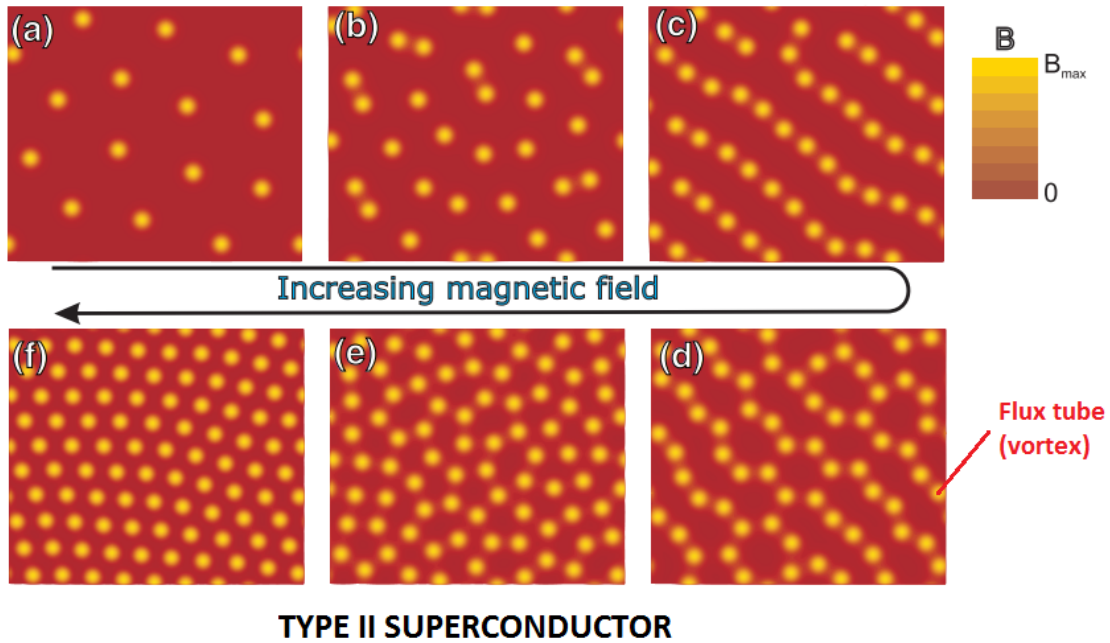 (a)
(b)
(c)
B
Bmax
0
Increasing magnetic field
(f)
(e)
(d)
Flux tube
(vortex)
TYPE II SUPERCONDUCTOR